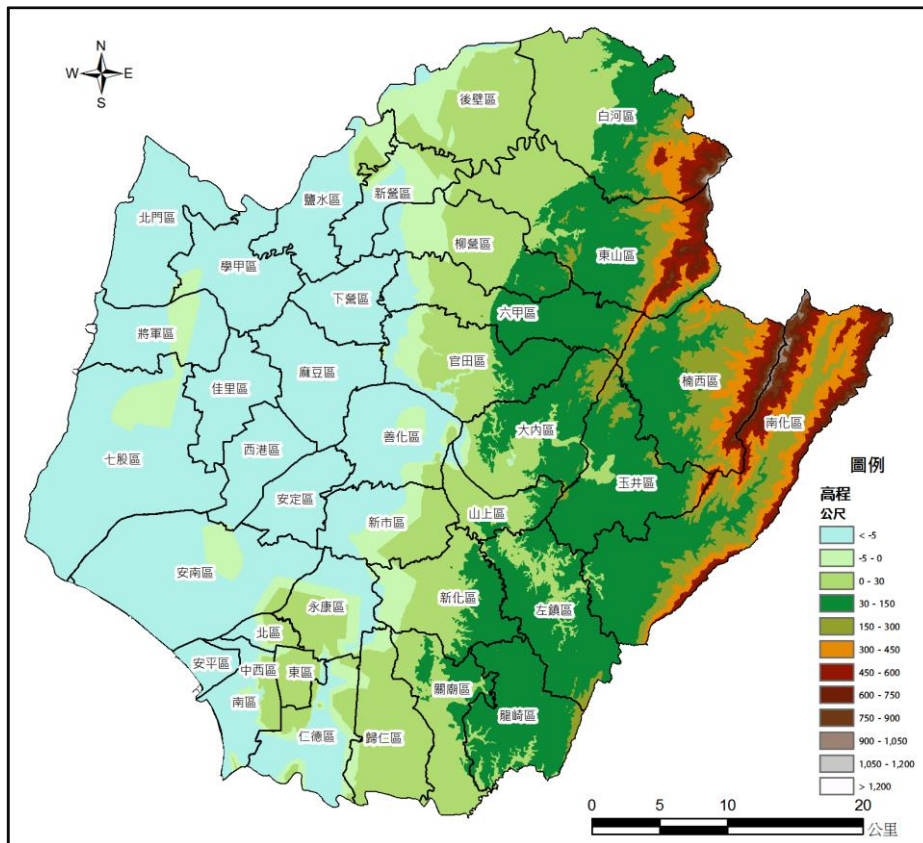 N
W E
S
後壁區
白河區
鹽水區
新營區
北門區
柳營區
東山區
學甲區
下營區
六甲區
將軍區
官田區
佳里區
麻豆區
楠西區
南化區
善化區
大內區
七股區
西港區
玉井區
安定區
山上區
新市區
安南區
永康區
新化區
左鎮區
北區
安平區
中西區
東區
關廟區
南區
龍崎區
仁德區
歸仁區
圖例
高程
公尺
< -5
-5 - 0
0 - 30
30 - 150
150 - 300
300 - 450
450 - 600
600 - 750
750 - 900
900 - 1,050
1,050 - 1,200
> 1,200
0 5 10 20
公里